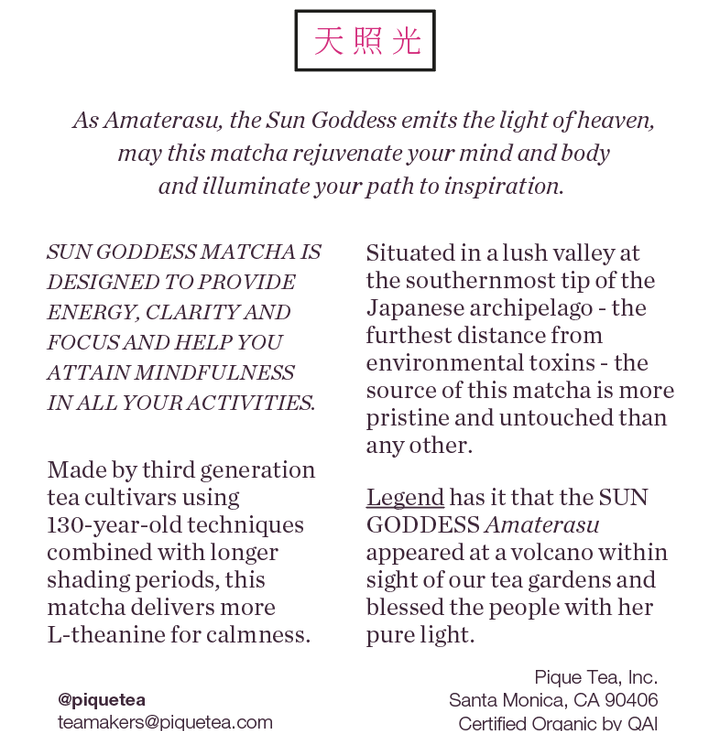 天照光
As Amaterasu, the Sun Goddess emits the light of heaven,
may this matcha rejuvenate your mind and body
and illuminate your path to inspiration.
SUN GODDESS MATCHA IS
DESIGNED TO PROVIDE
ENERGY, CLARITY AND
FOCUS AND HELP YOU
ATTAIN MINDFULNESS
IN ALL YOUR ACTIVITIES.
Made by third generation
tea cultivars using
130-year-old techniques
combined with longer
shading periods, this
matcha delivers more
L-theanine for calmness.
Situated in a lush valley at
the southernmost tip of the
Japanese archipelago - the
furthest distance from
environmental toxins - the
source of this matcha is more
pristine and untouched than
any other.
Legend has it that the SUN
GODDESS Amaterasu
appeared at a volcano within
sight of our tea gardens and
blessed the people with her
pure light.
@piquetea
teamakers@piquetea.com
Pique Tea, Inc.
Santa Monica, CA 90406
Certified Organic by QAI